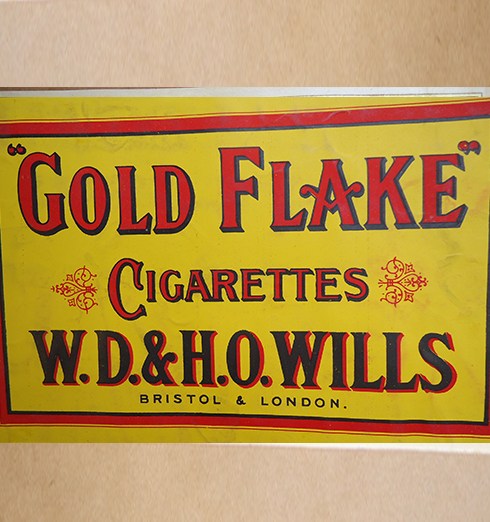 "GOLD FLAKE"
CIGARETTES
W.D.&H.O.WILLS
BRISTOL & LONDON.